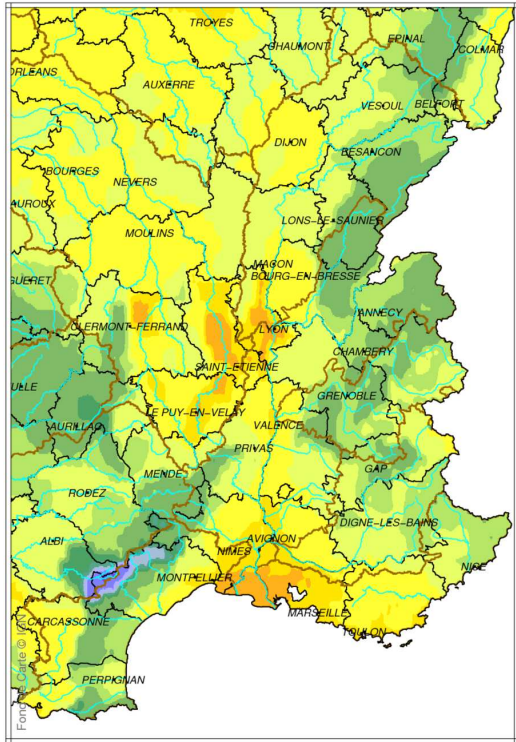 TROYES
CHAUMONT
EPINAL
COLMAR
ORLEANS
AUXERRE
VESOUL
BELFORT
DIJON
BESANCON
BOURGES
NEVERS
AUROUX
LONS-LE-SAUNIER
MOULINS
MACON
BOURG-EN-BRESSE
GUERET
ANNECY
CLERMONT-FERRAND
LYON
CHAMBERY
SAINT-ETIENNE
ULLE
GRENOBLE
LE PUY-EN-VELAY
AURILLAC
VALENCE
PRIVAS
MENDE
GAP
RODEZ
DIGNE-LES-BAINS
ALBI
AVIGNON
NIMES
NICE
MONTPELLIER
MARSEILLE
CARCASSONNE
TOULON
PERPIGNAN
Fond de Carte © IGN